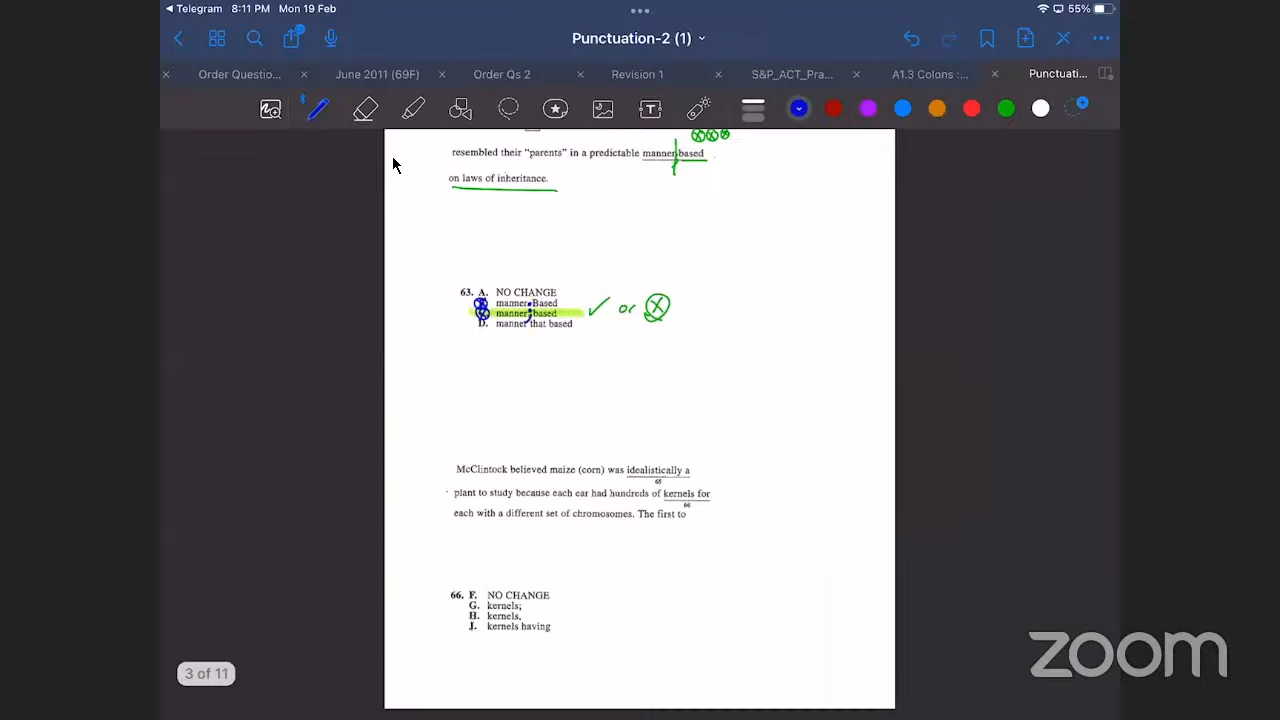 Telegram 8:11 PM Mon 19 Feb
55%
Punctuation-2 (1)
Order Questio...
June 2011 (69F)
Order Qs 2
Revision 1
S&P_ACT_Pra...
A1.3 Colons :...
Punctuati...
resembled their “parents” in a predictable manner based
on laws of inheritance.
63. A. NO CHANGE
manner. Based
manner; based or
D. manner that based
McClintock believed maize (corn) was idealistically a
65
plant to study because each ear had hundreds of kernels for
66
each with a different set of chromosomes. The first to
66. F. NO CHANGE
G. kernels;
H. kernels,
J. kernels having
3 of 11
zoom